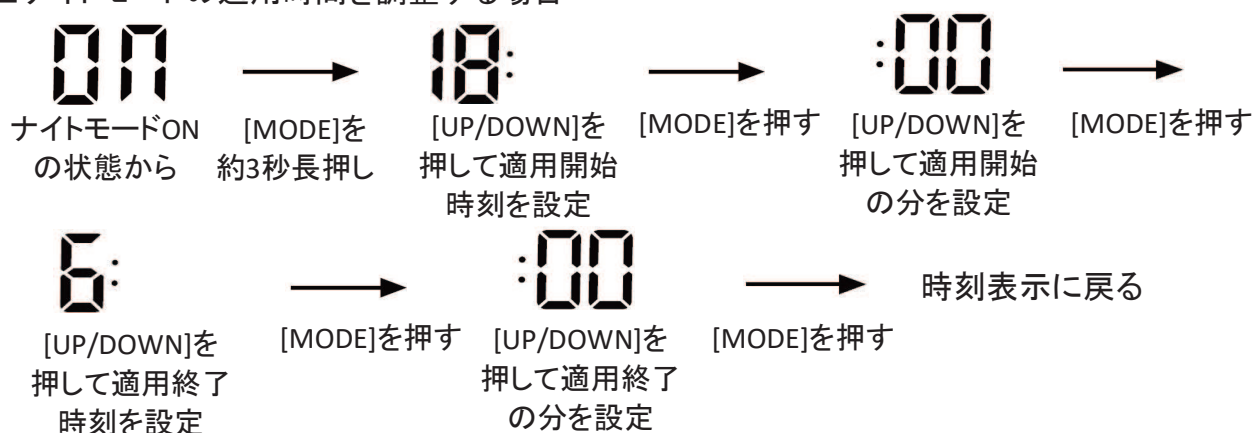 ナイトモードの適用時間を調整する場合
ON
18:
:00
ナイトモードON
の状態から
[MODE]を
約3秒長押し
[UP/DOWN]を
押して適用開始
時刻を設定
[MODE]を押す
[UP/DOWN]を
押して適用開始
の分を設定
[MODE]を押す
6:
:00
時刻表示に戻る
[UP/DOWN]を
押して適用終了
時刻を設定
[MODE]を押す
[UP/DOWN]を
押して適用終了
の分を設定
[MODE]を押す